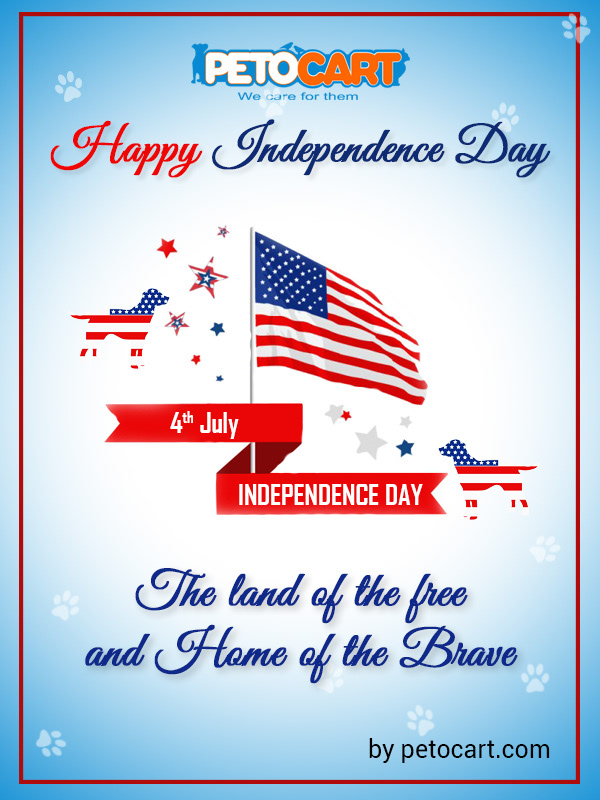 PETOCART
We care for them
Happy Independence Day
4th July
INDEPENDENCE DAY
The land of the free
and Home of the Brave
by petocart.com